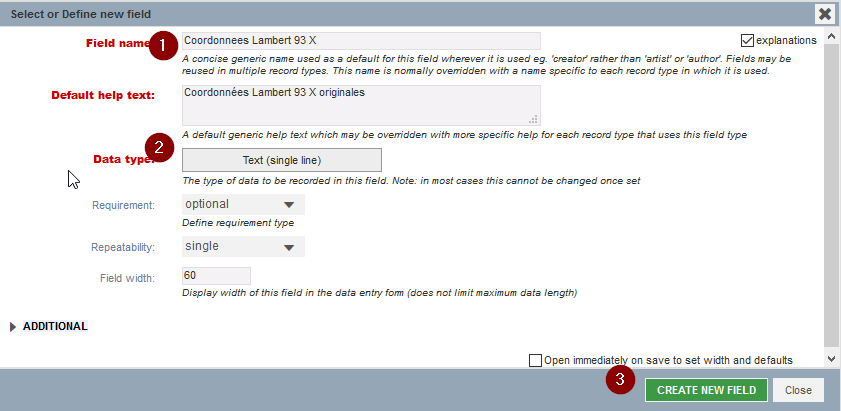 Select or Define new field
Field name: 1 Coordonnees Lambert 93 X explanations
A concise generic name used as a default for this field wherever it is used eg. 'creator' rather than 'artist' or 'author'. Fields may be
reused in multiple record types. This name is normally overridden with a name specific to each record type in which it is used.
Default help text: Coordonnées Lambert 93 X originales
A default generic help text which may be overridden with more specific help for each record type that uses this field type
2
Data type: Text (single line)
The type of data to be recorded in this field. Note: in most cases this cannot be changed once set
Requirement: optional
Define requirement type
Repeatability: single
Field width: 60
Display width of this field in the data entry form (does not limit maximum data length)
ADDITIONAL
Open immediately on save to set width and defaults
3 CREATE NEW FIELD Close